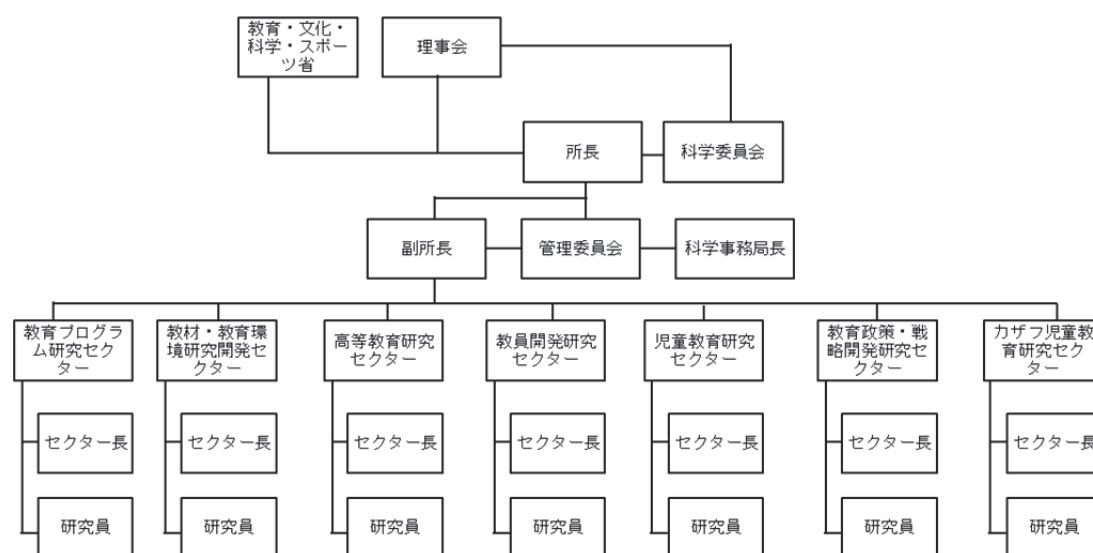 教育・文化・
科学・スポー
ツ省
理事会
所長
科学委員会
副所長
管理委員会
科学事務局長
教育プログラ
ム研究セク
ター
教材・教育環
境研究開発セ
クター
高等教育研究
セクター
教員開発研究
セクター
児童教育研究
セクター
教育政策・戦
略開発研究セ
クター
カザフ児童教
育研究セク
ター
セクター長
セクター長
セクター長
セクター長
セクター長
セクター長
セクター長
研究員
研究員
研究員
研究員
研究員
研究員
研究員